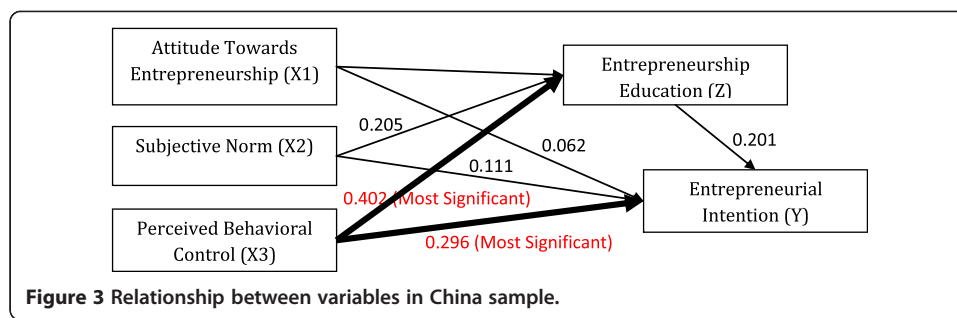 Attitude Towards
Entrepreneurship (X1)
Entrepreneurship
Education (Z)
0.205
0.201
Subjective Norm (X2)
0.062
0.111
Entrepreneurial
Intention (Y)
0.402 (Most Significant)
Perceived Behavioral
Control (X3)
0.296 (Most Significant)
Figure 3 Relationship between variables in China sample.